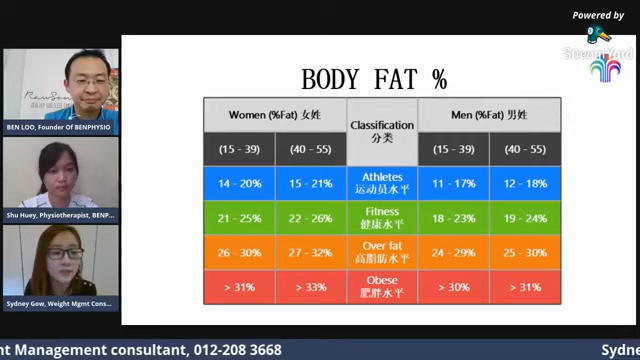 Powered by
StreamYard
BODY FAT %
Women (%Fat) 女姓
Classification
分类
Men (%Fat) 男姓
(15 - 39)
(40 - 55)
(15 - 39)
(40 - 55)
14 - 20%
15 - 21%
Athletes
运动员水平
11 - 17%
12 - 18%
21 - 25%
22 - 26%
Fitness
健康水平
18 - 23%
19 - 24%
26 - 30%
27 - 32%
Over fat
高脂肪水平
24 - 29%
25 - 30%
> 31%
> 33%
Obese
肥胖水平
> 30%
> 31%
BEN LOO, Founder Of BENPHYSIO
Shu Huey, Physiotherapist, BENP...
Sydney Gow, Weight Mgmt Cons...
nt Management consultant, 012-208 3668
Sydne